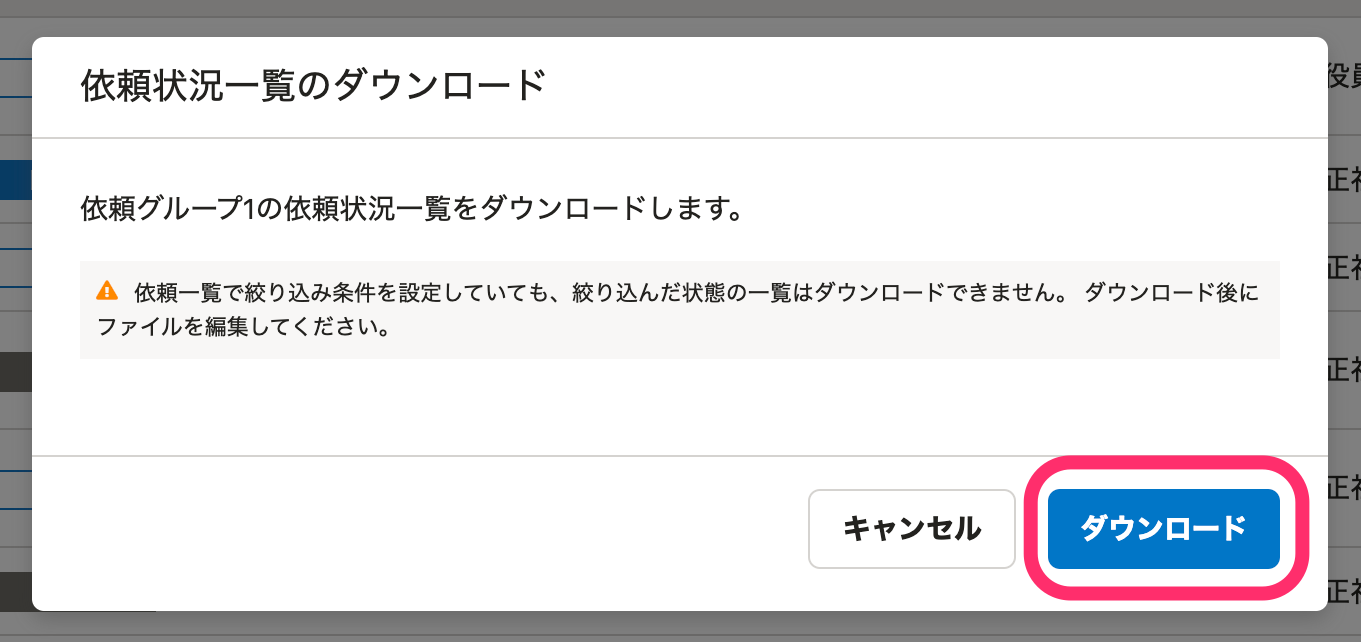 依頼状況一覧のダウンロード
役員
依頼グループ1の依頼状況一覧をダウンロードします。
依頼一覧で絞り込み条件を設定していても、絞り込んだ状態の一覧はダウンロードできません。 ダウンロード後に
ファイルを編集してください。
キャンセル
ダウンロード